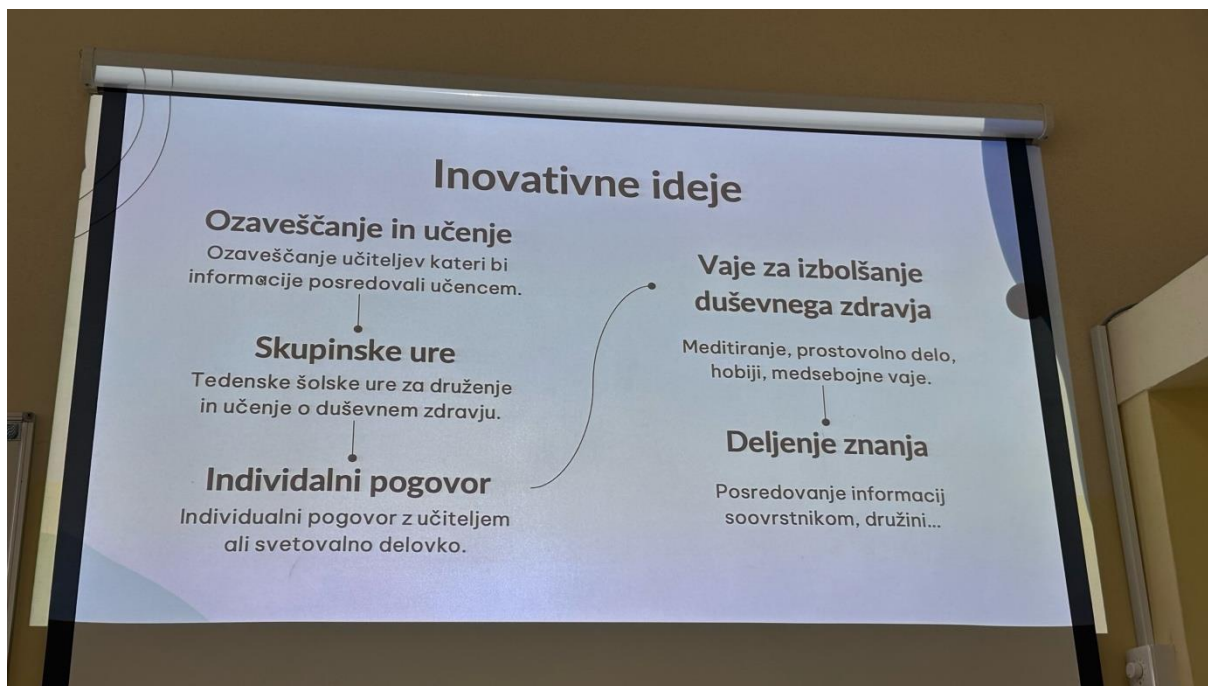 Inovativne ideje
Ozaveščanje in učenje
Ozaveščanje učiteljev kateri bi
informacije posredovali učencem.
Skupinske ure
Tedenske šolske ure za druženje
in učenje o duševnem zdravju.
Individalni pogovor
Individualni pogovor z učiteljem
ali svetovalno delovko.
Vaje za izbolšanje
duševnega zdravja
Meditiranje, prostovolno delo,
hobiji, medsebojne vaje.
Deljenje znanja
Posredovanje informacij
soovrstnikom, družini...